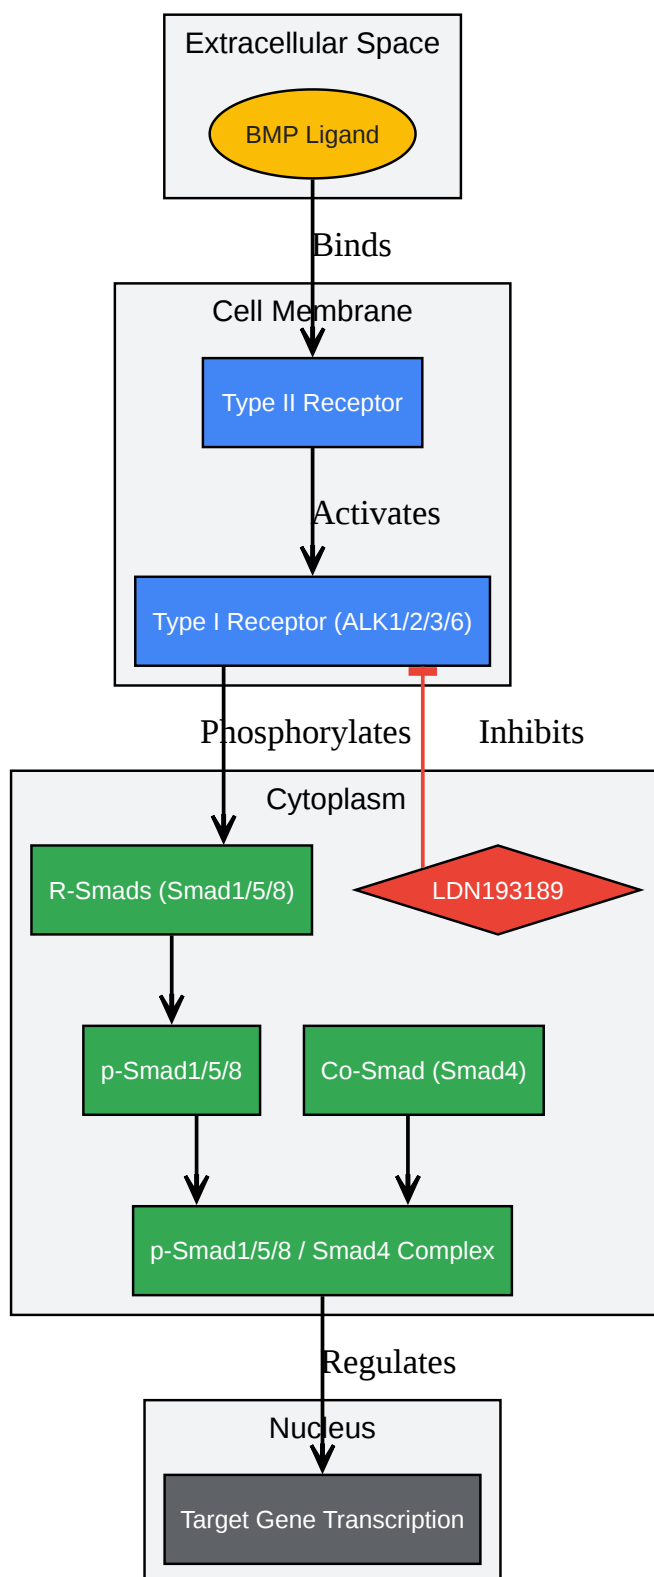 Extracellular Space
BMP Ligand
Binds
Cell Membrane
Type II Receptor
Activates
Type I Receptor (ALK1/2/3/6)
Phosphorylates
Inhibits
Cytoplasm
R-Smads (Smad1/5/8)
LDN193189
p-Smad1/5/8
Co-Smad (Smad4)
p-Smad1/5/8 / Smad4 Complex
Regulates
Nucleus
Target Gene Transcription